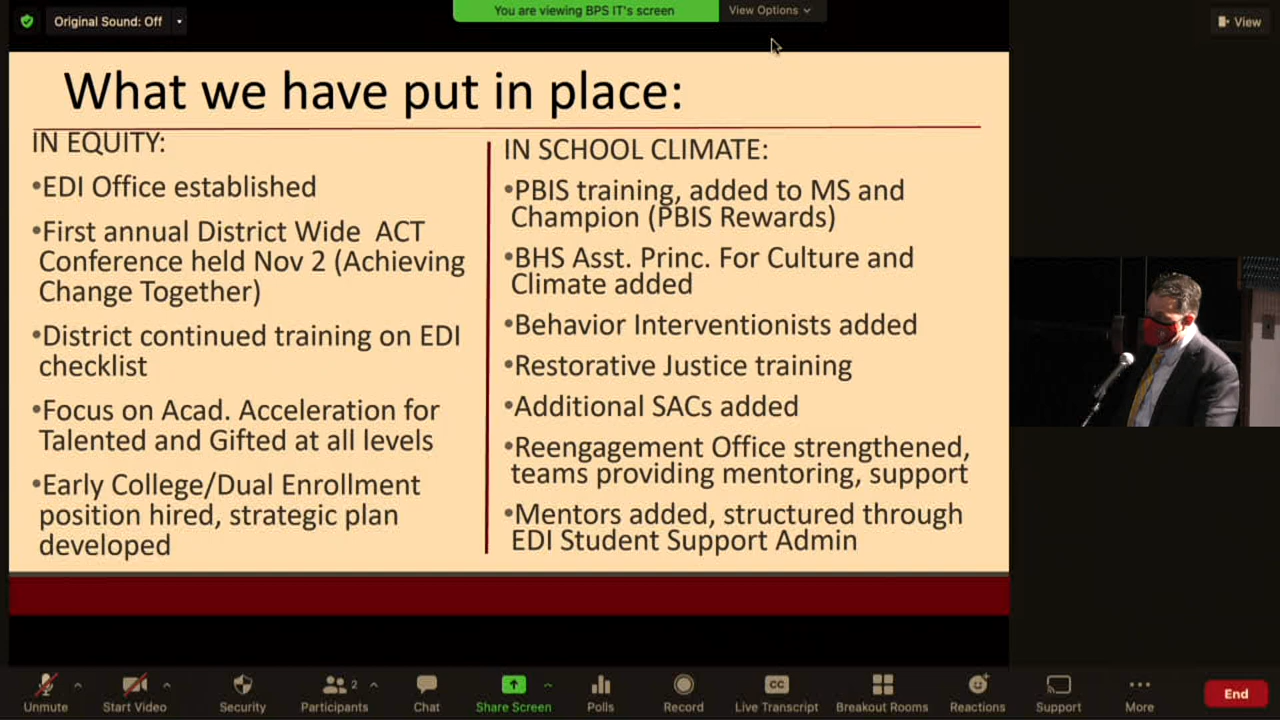 Original Sound: Off
You are viewing BPS IT's screen
View Options
View
What we have put in place:
IN EQUITY:
•EDI Office established
•First annual District Wide ACT
Conference held Nov 2 (Achieving
Change Together)
•District continued training on EDI
checklist
•Focus on Acad. Acceleration for
Talented and Gifted at all levels
•Early College/Dual Enrollment
position hired, strategic plan
developed
IN SCHOOL CLIMATE:
•PBIS training, added to MS and
Champion (PBIS Rewards)
•BHS Asst. Princ. For Culture and
Climate added
•Behavior Interventionists added
•Restorative Justice training
•Additional SACs added
•Reengagement Office strengthened,
teams providing mentoring, support
•Mentors added, structured through
EDI Student Support Admin
Unmute
Start Video
Security
2
Participants
Chat
Share Screen
Polls
Record
CC
Live Transcript
Breakout Rooms
Reactions
Support
More
End